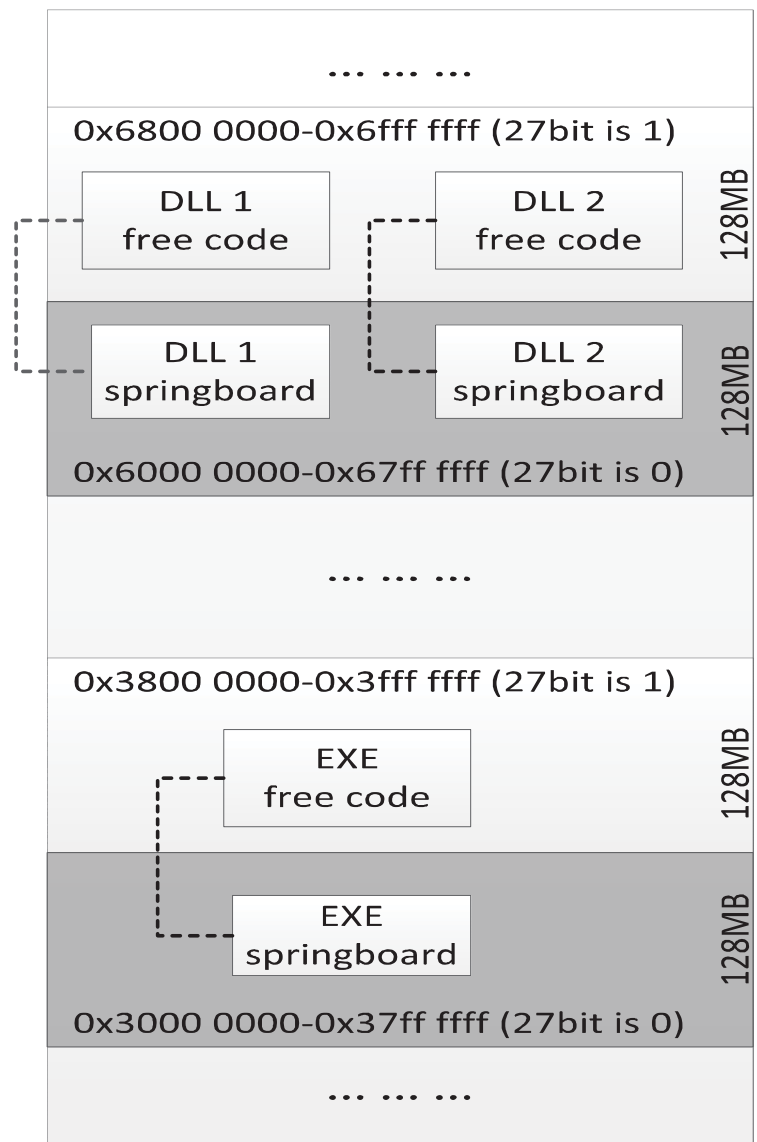 ... ... ...
0x6800 0000-0x6fff ffff (27bit is 1)
DLL 1
free code
DLL 2
free code
128MB
DLL 1
springboard
DLL 2
springboard
128MB
0x6000 0000-0x67ff ffff (27bit is 0)
... ... ...
0x3800 0000-0x3fff ffff (27bit is 1)
EXE
free code
128MB
EXE
springboard
128MB
0x3000 0000-0x37ff ffff (27bit is 0)
... ... ...